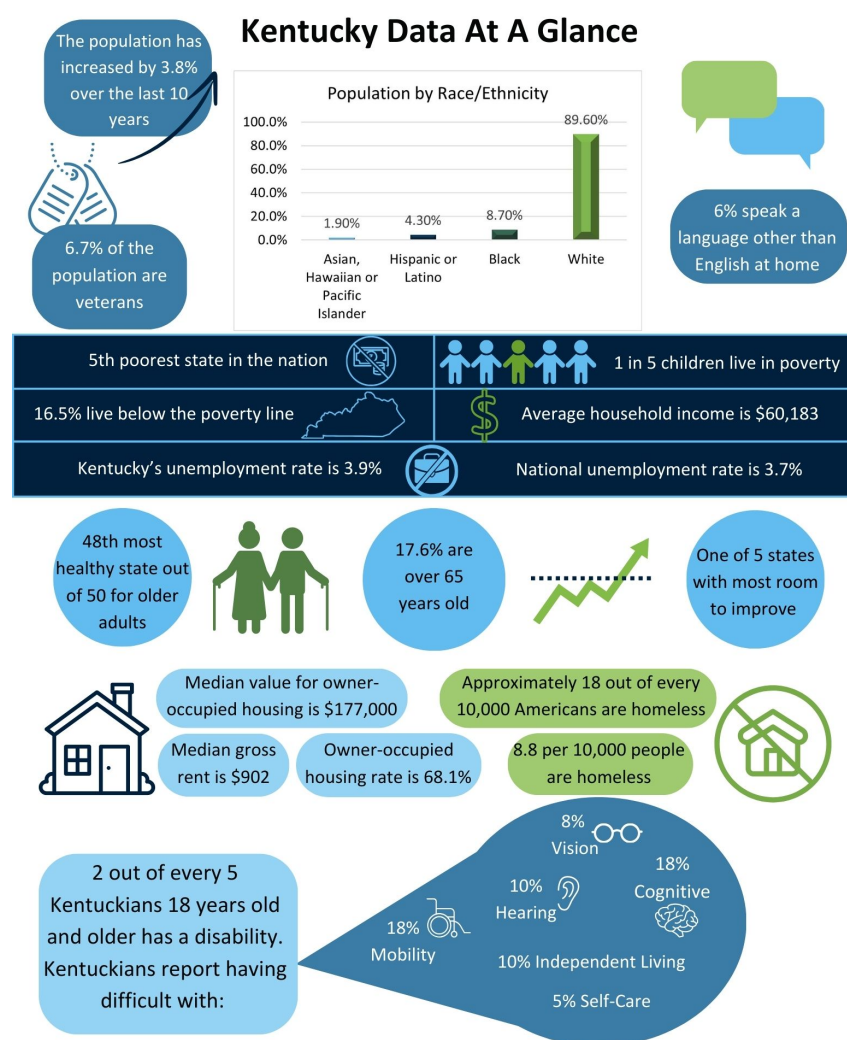 Kentucky Data At A Glance
The population has
increased by 3.8%
over the last 10
years
6.7% of the
population are
veterans
Population by Race/Ethnicity
100.0%
80.0%
60.0%
40.0%
20.0%
0.0%
1.90%
4.30%
8.70%
89.60%
Asian,
Hawaiian or
Pacific
Islander
Hispanic or
Latino
Black
White
6% speak a
language other than
English at home
5th poorest state in the nation
1 in 5 children live in poverty
16.5% live below the poverty line
$
Average household income is $60,183
Kentucky’s unemployment rate is 3.9%
National unemployment rate is 3.7%
48th most
healthy state out
of 50 for older
adults
17.6% are
over 65
years old
One of 5 states
with most room
to improve
Median value for owner-
occupied housing is $177,000
Median gross
rent is $902
Owner-occupied
housing rate is 68.1%
Approximately 18 out of every
10,000 Americans are homeless
8.8 per 10,000 people
are homeless
2 out of every 5
Kentuckians 18 years old
and older has a disability.
Kentuckians report having
difficult with:
8%
Vision
18%
Cognitive
10%
Hearing
18%
Mobility
10% Independent Living
5% Self-Care